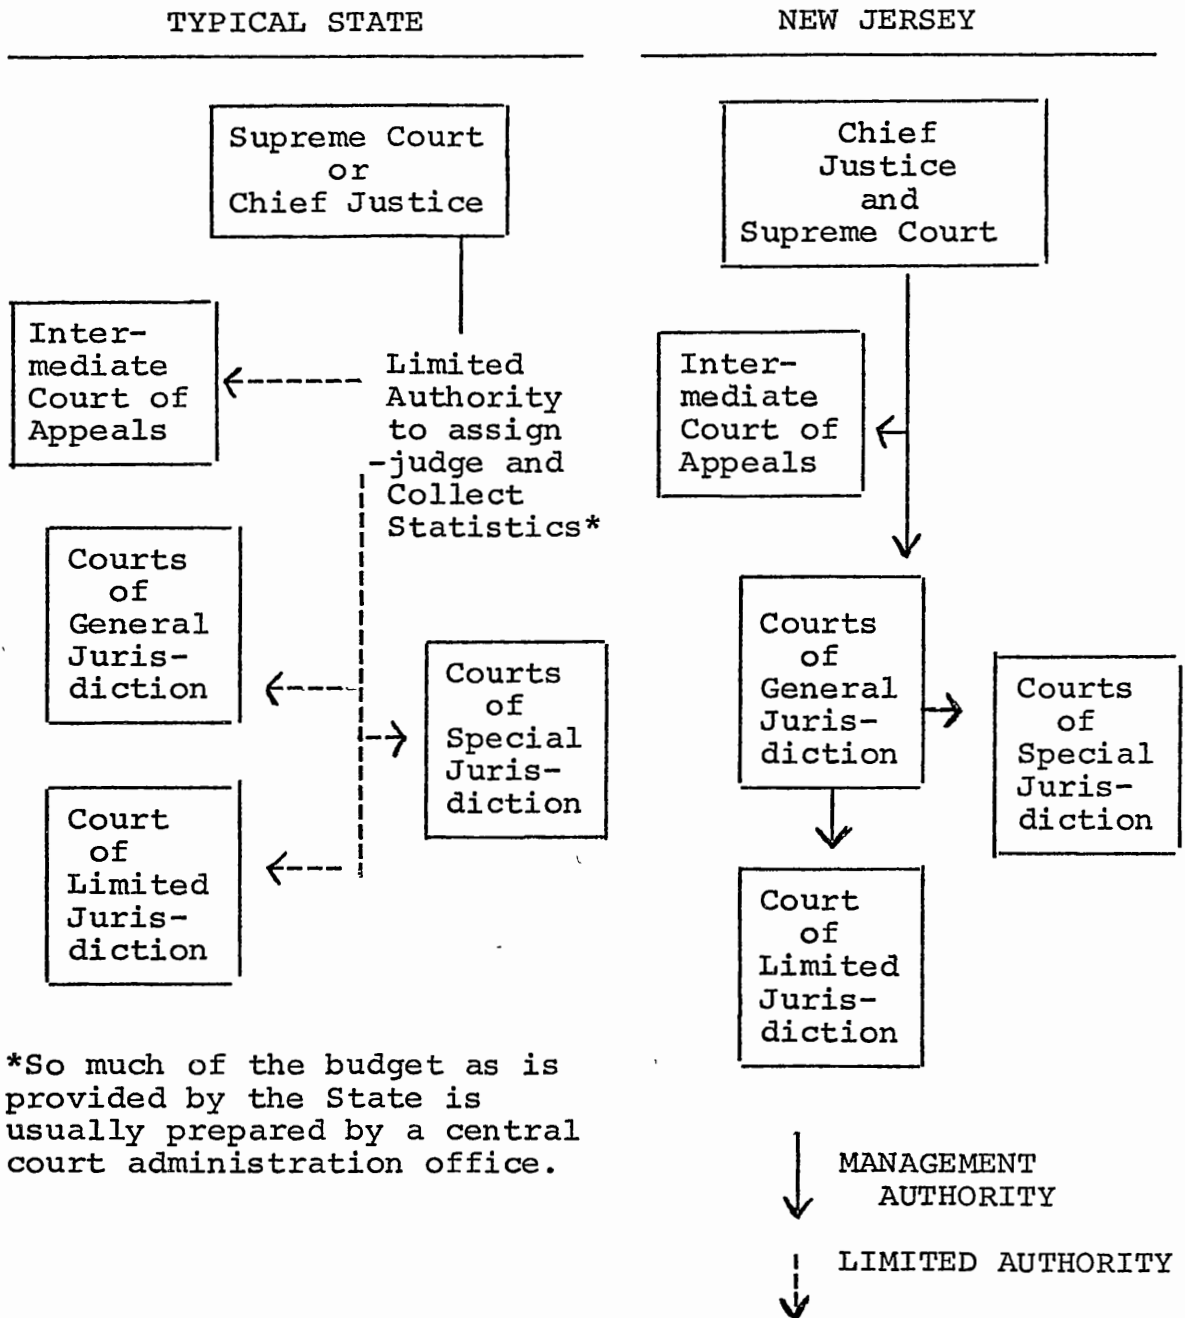 TYPICAL STATE
Supreme Court
or
Chief Justice
Inter-
mediate
Court of
Appeals
Limited
Authority
to assign
-judge and
Collect
Statistics*
Courts
of
General
Juris-
diction
Courts
of
Special
Juris-
diction
Court
of
Limited
Juris-
diction
*So much of the budget as is
provided by the State is
usually prepared by a central
court administration office.
NEW JERSEY
Chief
Justice
and
Supreme Court
Inter-
mediate
Court of
Appeals
Courts
of
General
Juris-
diction
Courts
of
Special
Juris-
diction
Court
of
Limited
Juris-
diction
MANAGEMENT
AUTHORITY
LIMITED AUTHORITY